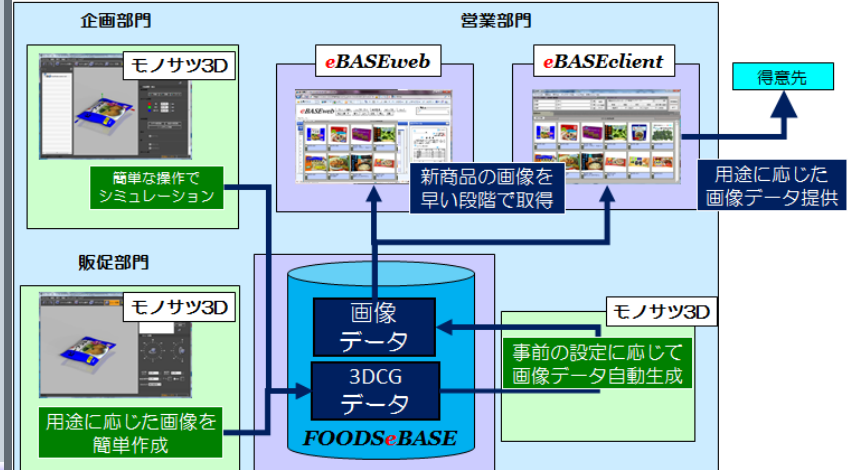 企画部門
営業部門
モノサツ3D
eBASEweb
eBASEclient
得意先
eBASEweb
簡単な操作で
シミュレーション
新商品の画像を
早い段階で取得
用途に応じた
画像データ提供
販促部門
モノサツ3D
画像
データ
モノサツ3D
事前の設定に応じて
画像データ自動生成
3DCG
データ
用途に応じた画像を
簡単作成
FOODSeBASE